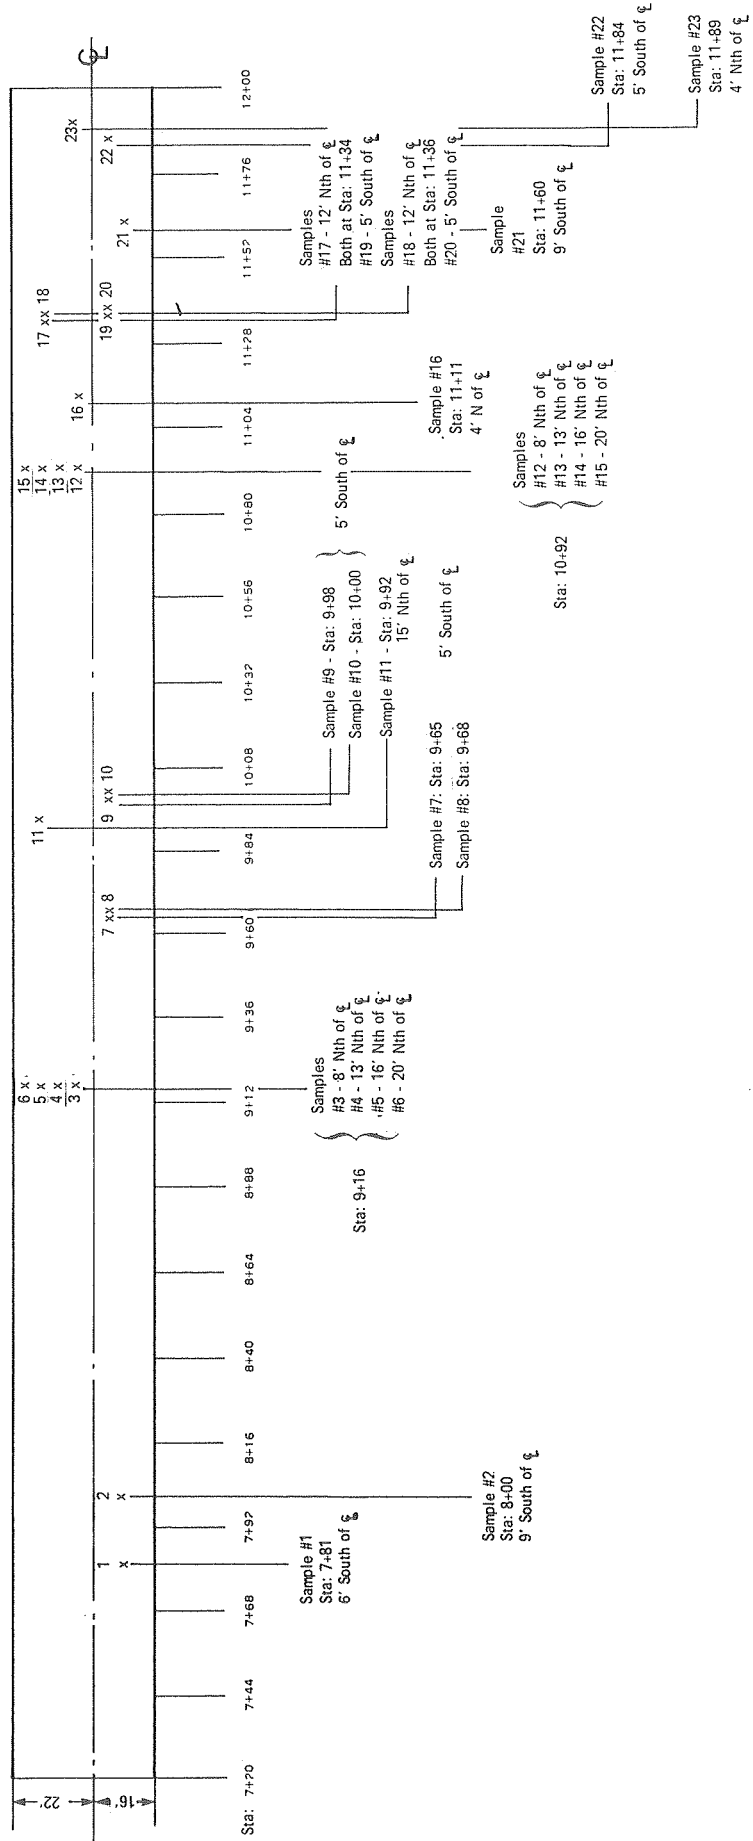 ℄
22'
16'
15 x
14 x
13 x
12 x
6 x
5 x
4 x
3 x
11 x
16 x
17 xx 18
19 xx 20
21 x
22 x
23x
1
x
2
x
7 xx 8
9 xx 10
Sta: 7+20
7+44
7+68
7+92
8+16
8+40
8+64
8+88
9+12
9+36
9+60
9+84
10+08
10+32
10+56
10+80
11+04
11+28
11+52
11+76
12+00
Sample #1
Sta: 7+81
6' South of ℄
Sample #2
Sta: 8+00
9' South of ℄
Sta: 9+16
Samples
#3 - 8' Nth of ℄
#4 - 13' Nth of ℄
#5 - 16' Nth of ℄
#6 - 20' Nth of ℄
Sample #7: Sta: 9+65
Sample #8: Sta: 9+68
5' South of ℄
Sample #9 - Sta: 9+98
Sample #10 - Sta: 10+00
5' South of ℄
Sample #11 - Sta: 9+92
15' Nth of ℄
Sta: 10+92
Samples
#12 - 8' Nth of ℄
#13 - 13' Nth of ℄
#14 - 16' Nth of ℄
#15 - 20' Nth of ℄
Sample #16
Sta: 11+11
4' N of ℄
Samples
#17 - 12' Nth of ℄
Both at Sta: 11+34
#19 - 5' South of ℄
Samples
#18 - 12' Nth of ℄
Both at Sta: 11+36
#20 - 5' South of ℄
Sample
#21
Sta: 11+60
9' South of ℄
Sample #22
Sta: 11+84
5' South of ℄
Sample #23
Sta: 11+89
4' Nth of ℄